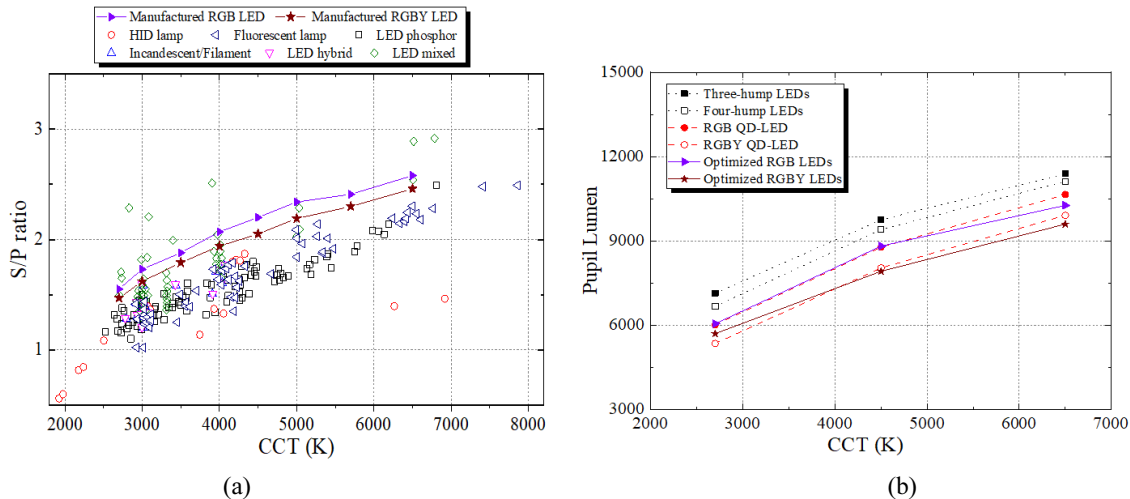 Manufactured RGB LED Manufactured RGBY LED
HID lamp Fluorescent lamp LED phosphor
Incandescent/Filament LED hybrid LED mixed
S/P ratio
3
2
1
2000 3000 4000 5000 6000 7000 8000
CCT (K)
(a)
Pupil Lumen
15000
12000
9000
6000
3000
Three-hump LEDs
Four-hump LEDs
RGB QD-LED
RGBY QD-LED
Optimized RGB LEDs
Optimized RGBY LEDs
2000 3000 4000 5000 6000 7000
CCT (K)
(b)